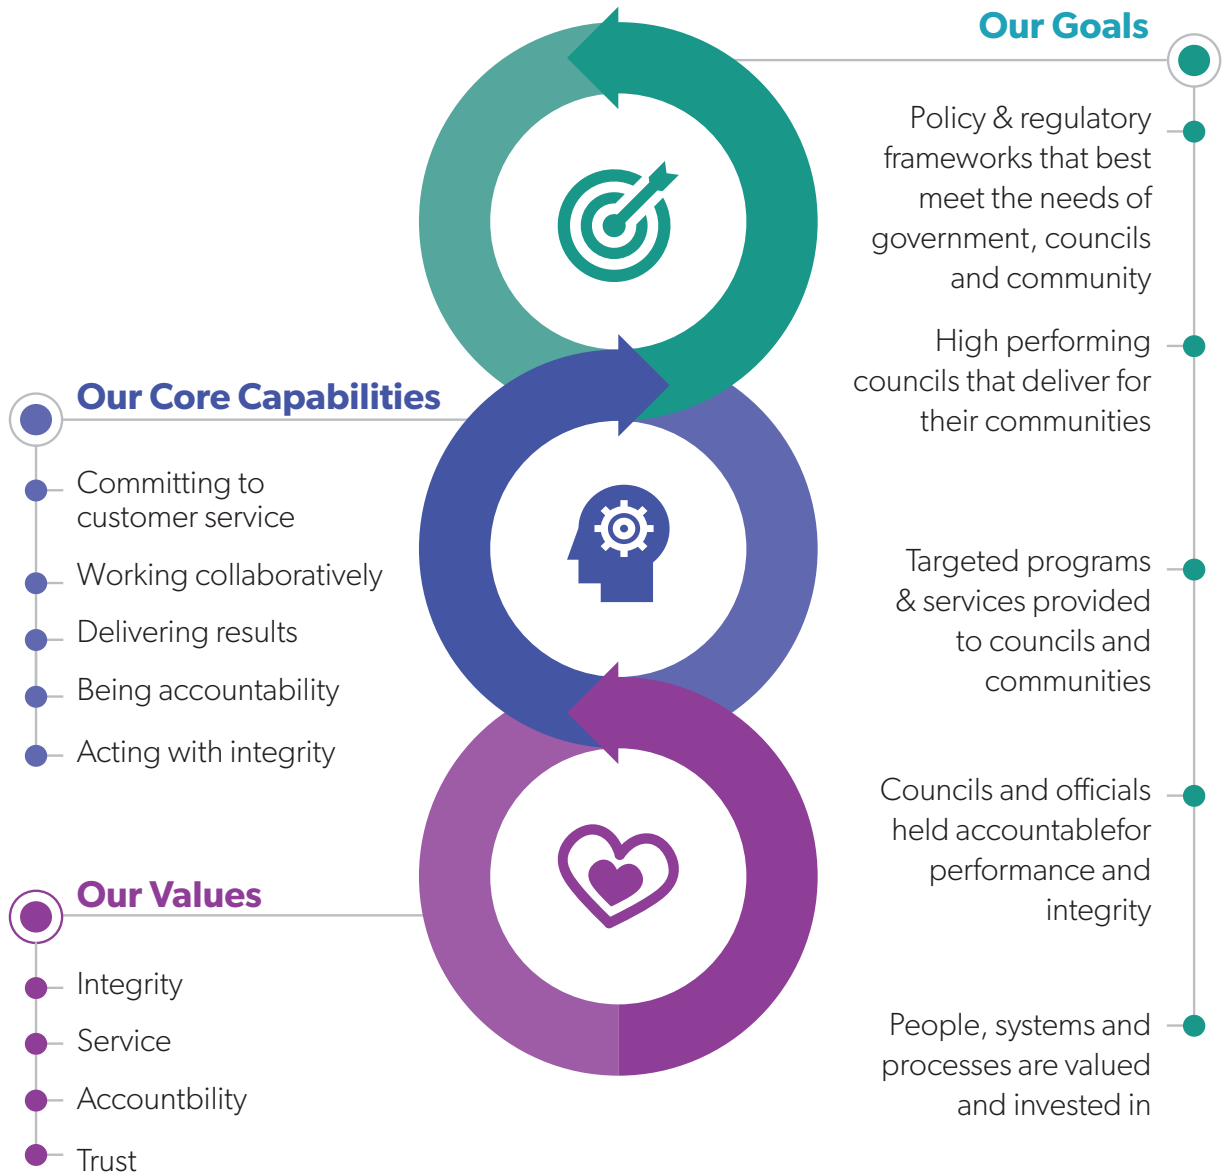 Our Goals
Policy & regulatory
frameworks that best
meet the needs of
government, councils
and community
High performing
councils that deliver for
their communities
Targeted programs
& services provided
to councils and
communities
Councils and officials
held accountablefor
performance and
integrity
People, systems and
processes are valued
and invested in
Our Core Capabilities
Committing to
customer service
Working collaboratively
Delivering results
Being accountability
Acting with integrity
Our Values
Integrity
Service
Accountbility
Trust